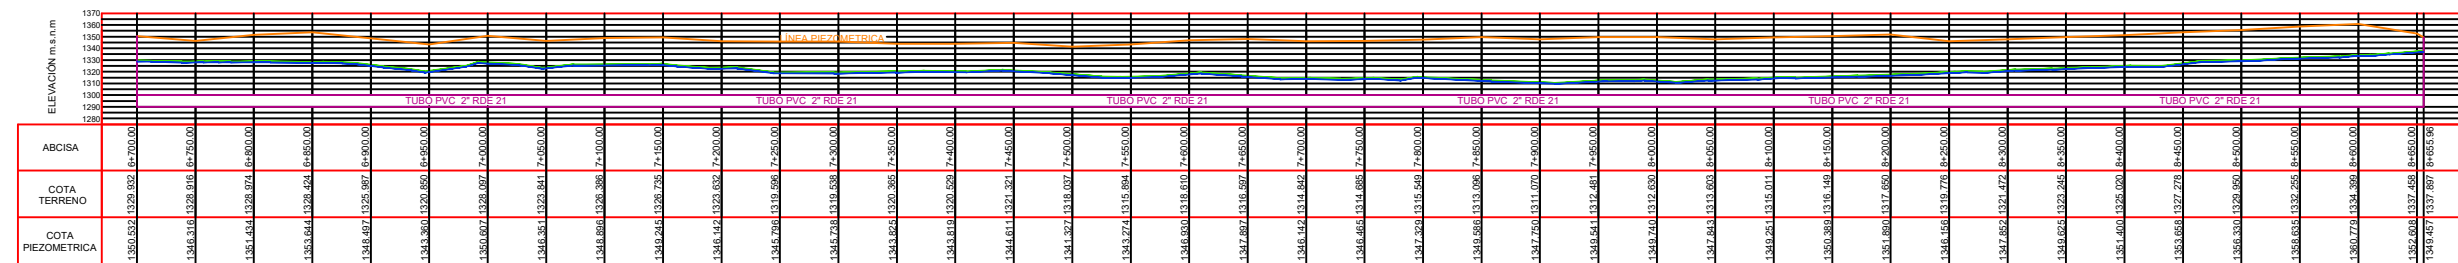 ELEVACIÓN m.s.n.m
1370
1360
1350
1340
1330
1320
1310
1300
1290
1280
ÍNEA PIEZOMETRICA
TUBO PVC 2" RDE 21 TUBO PVC 2" RDE 21 TUBO PVC 2" RDE 21 TUBO PVC 2" RDE 21 TUBO PVC 2" RDE 21 TUBO PVC 2" RDE 21
ABCISA
6+700.00 6+750.00 6+800.00 6+850.00 6+900.00 6+950.00 7+000.00 7+050.00 7+100.00 7+150.00 7+200.00 7+250.00 7+300.00 7+350.00 7+400.00 7+450.00 7+500.00 7+550.00 7+600.00 7+650.00 7+700.00 7+750.00 7+800.00 7+850.00 7+900.00 7+950.00 8+000.00 8+050.00 8+100.00 8+150.00 8+200.00 8+250.00 8+300.00 8+350.00 8+400.00 8+450.00 8+500.00 8+550.00 8+600.00 8+650.00 8+655.96
COTA
TERRENO
1329.932 1328.916 1328.974 1328.424 1325.987 1320.850 1328.097 1323.841 1326.386 1326.735 1323.632 1319.596 1319.538 1320.365 1320.529 1321.321 1318.037 1315.894 1318.610 1316.597 1314.842 1314.685 1315.549 1313.096 1311.070 1312.481 1312.630 1313.603 1315.011 1316.149 1317.650 1319.776 1321.472 1323.245 1325.020 1327.278 1329.950 1332.255 1334.399 1337.458 1337.897
COTA
PIEZOMETRICA
1350.532 1346.316 1351.434 1353.644 1348.497 1343.360 1350.607 1346.351 1348.896 1349.245 1346.142 1345.796 1345.738 1343.825 1343.819 1344.611 1341.327 1343.274 1346.930 1347.897 1346.142 1346.465 1347.329 1349.586 1347.750 1349.541 1349.740 1347.843 1349.251 1350.389 1351.890 1346.156 1347.852 1349.625 1351.400 1353.658 1356.330 1358.635 1360.779 1352.608 1349.457